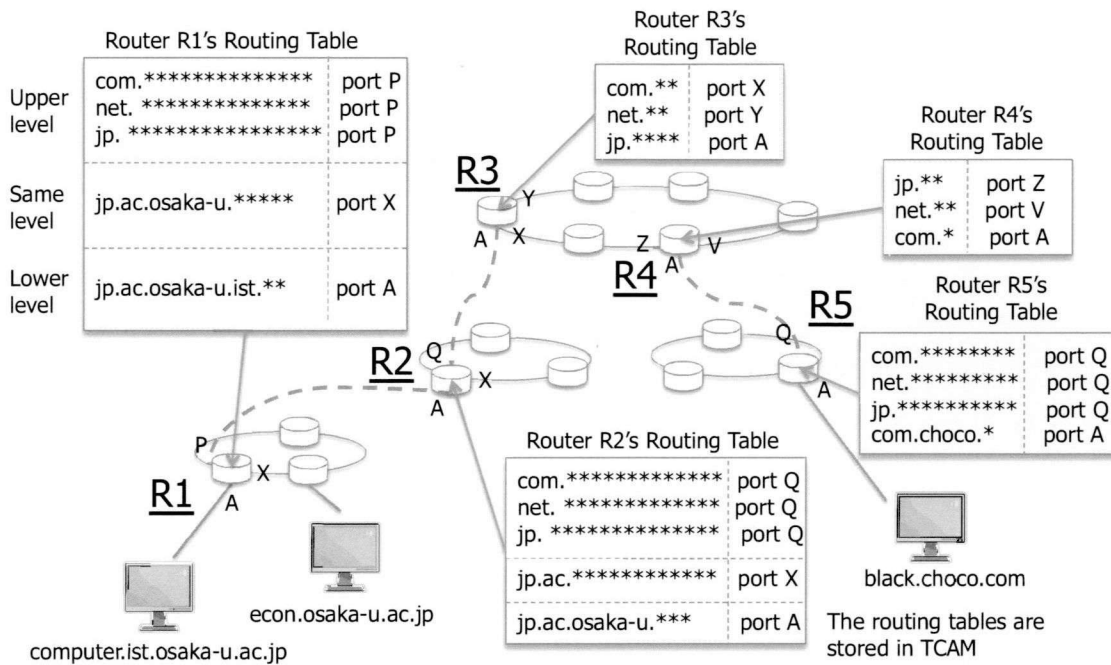 Router R1's Routing Table
Upper level
com.************** port P
net. ************** port P
jp. **************** port P
Same level
jp.ac.osaka-u.***** port X
Lower level
jp.ac.osaka-u.ist.** port A
Router R3's Routing Table
com.** port X
net.** port Y
jp.**** port A
Router R4's Routing Table
jp.** port Z
net.** port V
com.* port A
R3
Y
A
X
Z
V
A
R4
Router R5's Routing Table
com.******** port Q
net.********* port Q
jp.********** port Q
com.choco.* port A
R5
Q
A
R2
Q
X
A
P
X
R1
A
Router R2's Routing Table
com.************* port Q
net. ************* port Q
jp. ************** port Q
jp.ac.************ port X
jp.ac.osaka-u.*** port A
econ.osaka-u.ac.jp
computer.ist.osaka-u.ac.jp
black.choco.com
The routing tables are stored in TCAM